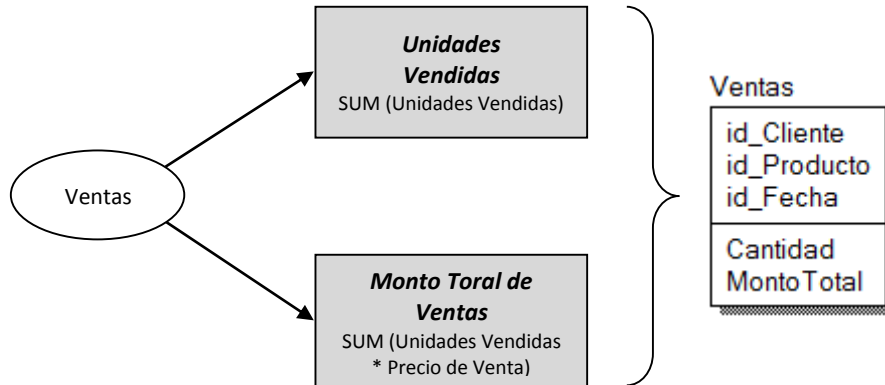 Unidades
Vendidas
SUM (Unidades Vendidas)
Ventas
Monto Toral de
Ventas
SUM (Unidades Vendidas
* Precio de Venta)
Ventas
id_Cliente
id_Producto
id_Fecha
Cantidad
MontoTotal